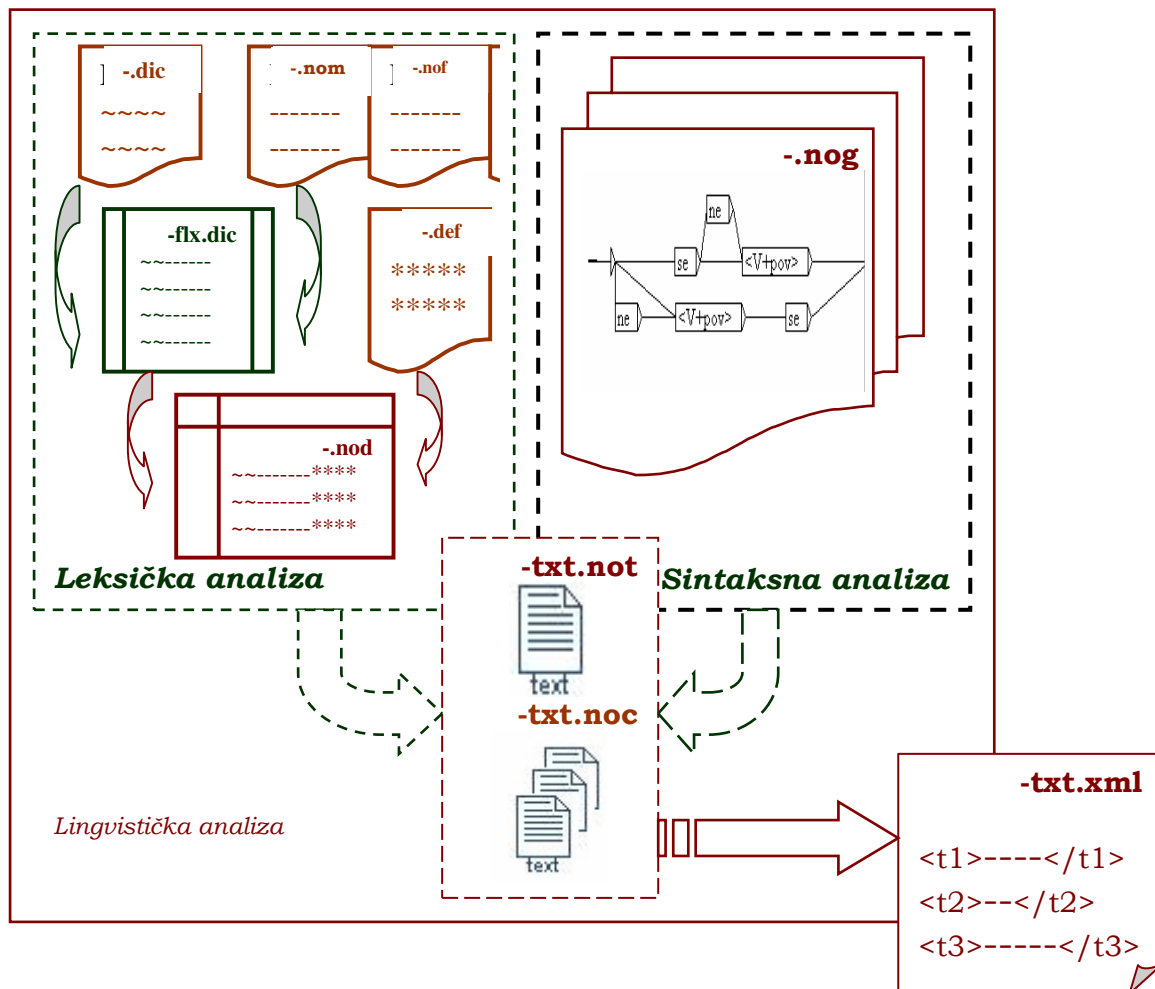 -.dic
~~~~
~~~~
-.nom
-------
-------
-.nof
-------
-------
-flx.dic
~~------
~~------
~~------
~~------
-.def
*****
*****
-.nod
~~-------****
~~-------****
~~-------****
Leksička analiza
-.nog
ne
se
<V+pov>
ne
<V+pov>
se
Sintaksna analiza
-txt.not
text
-txt.noc
text
Lingvistička analiza
-txt.xml
<t1>----</t1>
<t2>--</t2>
<t3>-----</t3>